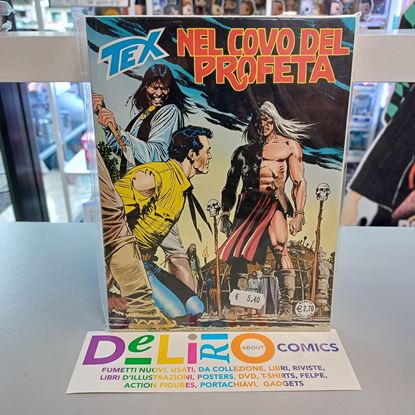 TEX
NEL COVO DEL
PROFETA
€ 5,40
€ 2,70
DeLiRiO ABOUT COMICS
FUMETTI NUOVI, USATI, DA COLLEZIONE, LIBRI, RIVISTE,
LIBRI D'ILLUSTRAZIONI, POSTERS, DVD, T-SHIRTS, FELPE,
ACTION FIGURES, PORTACHIAVI, GADGETS